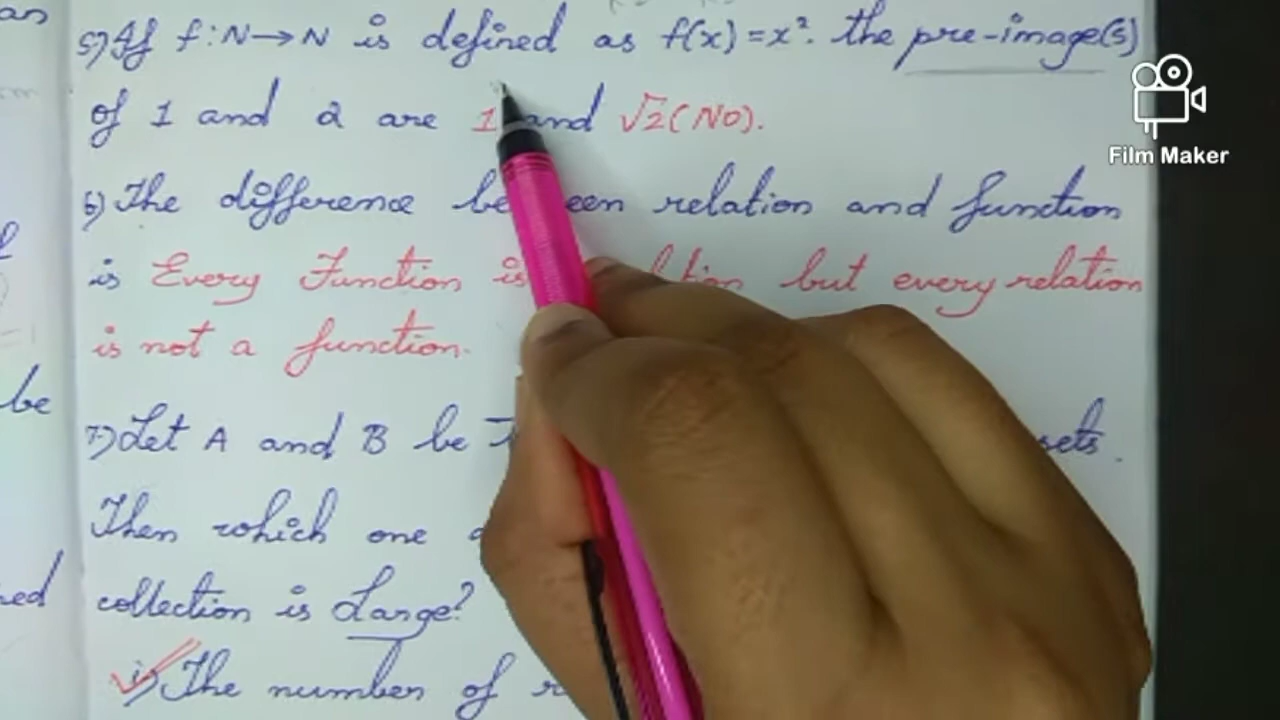 5) If f:N→N is defined as f(x)=x². the pre-image(s)
of 1 and 2 are 1 and √2(NO).
6) The difference between relation and function
is Every Function is but every relation
is not a function.
7) Let A and B be sets.
Then which one
collection is Large?
i) The number of
be
Film Maker